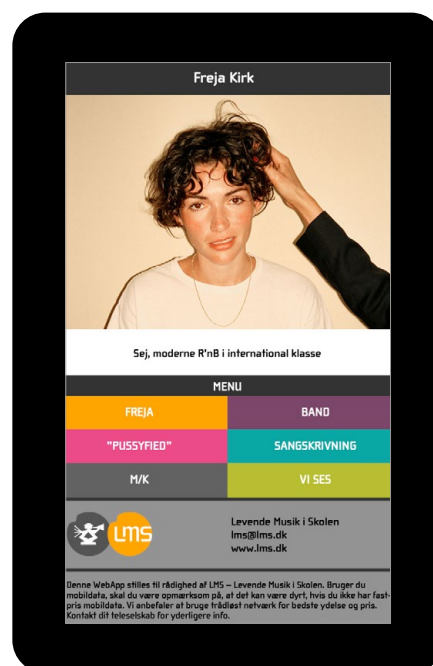 Freja Kirk
Sej, moderne R'nB i international klasse
MENU
FREJA
BAND
"PUSSYFIED"
SANGSKRIVNING
M/K
VI SES
LMS
Levende Musik i Skolen
lms@lms.dk
www.lms.dk
Denne WebApp stilles til rådighed af LMS – Levende Musik i Skolen. Bruger du
mobildata, skal du være opmærksom på, at det kan være dyrt, hvis du ikke har fast-
pris mobildata. Vi anbefaler at bruge trådløst netværk for bedste ydelse og pris.
Kontakt dit teleselskab for yderligere info.